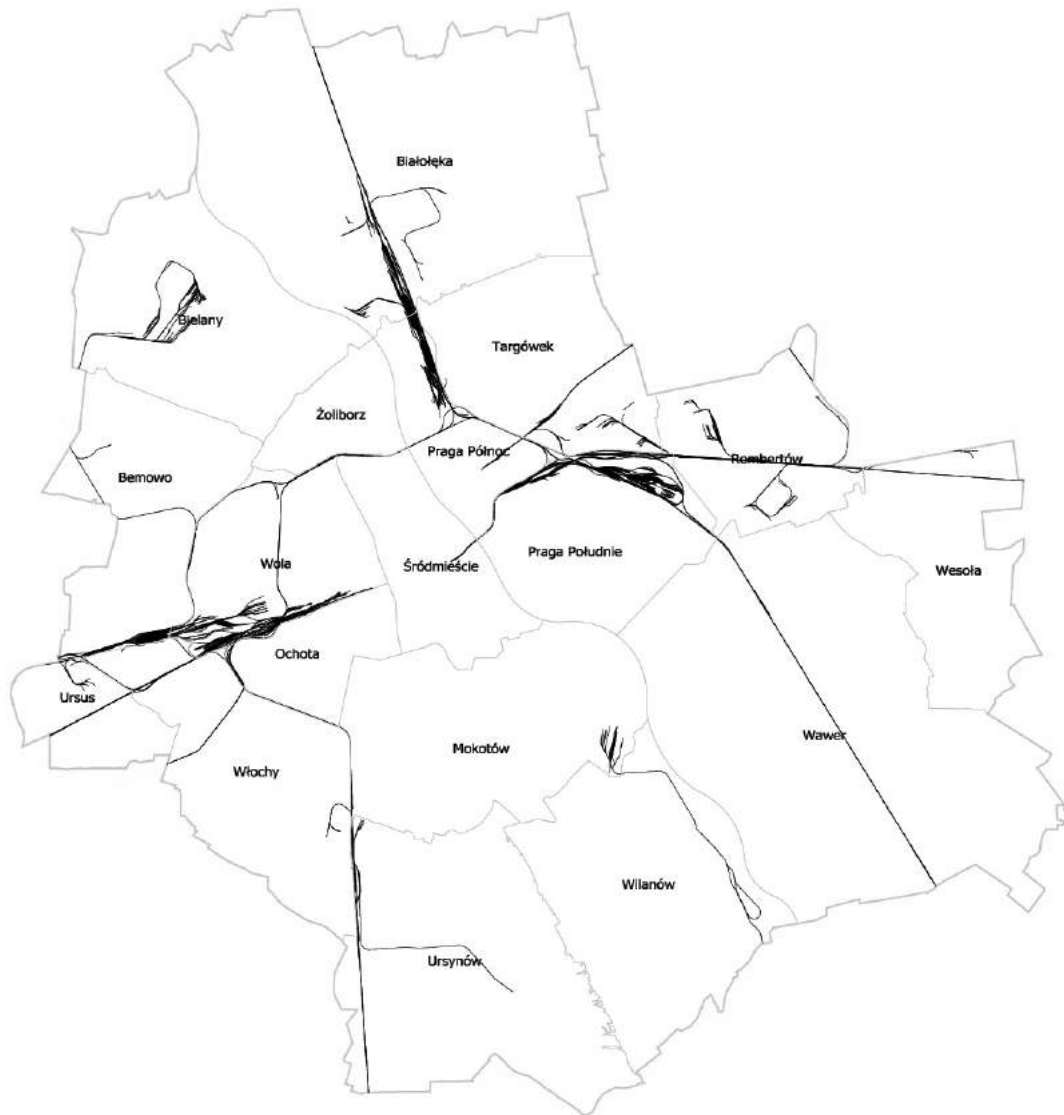 Białołęka
Bielany
Targówek
Żoliborz
Praga Północ
Rembertów
Bemowo
Praga Południe
Wola
Śródmieście
Wesoła
Ochota
Ursus
Wawer
Mokotów
Włochy
Wilanów
Ursynów